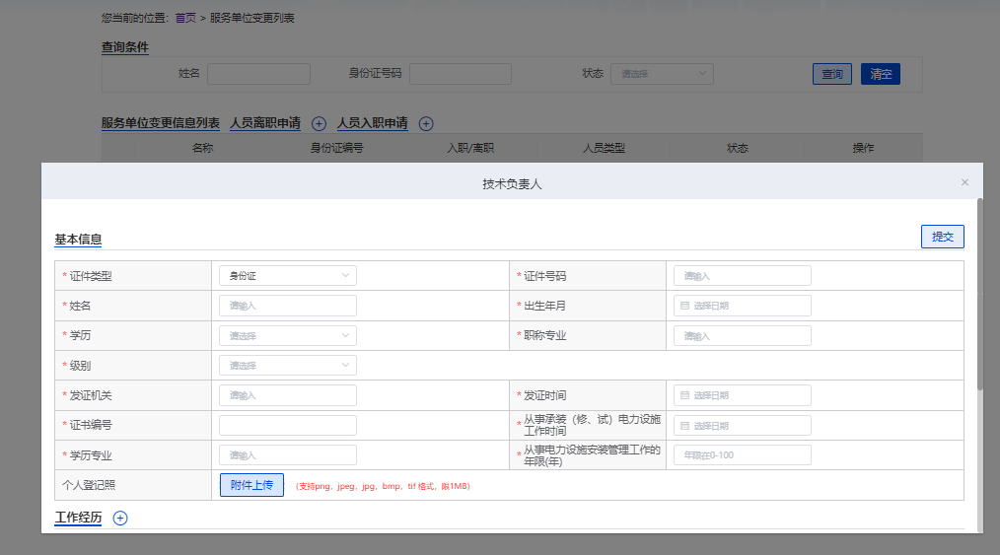 您当前的位置： 首页 > 服务单位变更列表
查询条件
姓名 身份证号码 状态 请选择 查询 清空
服务单位变更信息列表 人员离职申请 人员入职申请
名称 身份证编号 入职/离职 人员类型 状态 操作
技术负责人 ×
基本信息 提交
* 证件类型 身份证 * 证件号码 请输入
* 姓名 请输入 * 出生年月 选择日期
* 学历 请选择 * 职称专业 请输入
* 级别 请选择
* 发证机关 请输入 * 发证时间 选择日期
* 证书编号 * 从事承装（修、试）电力设施
工作时间 选择日期
* 学历专业 请输入 * 从事电力设施安装管理工作的
年限(年) 年限在0-100
个人登记照 附件上传 （支持png，jpeg，jpg，bmp，tif 格式，限1MB）
工作经历